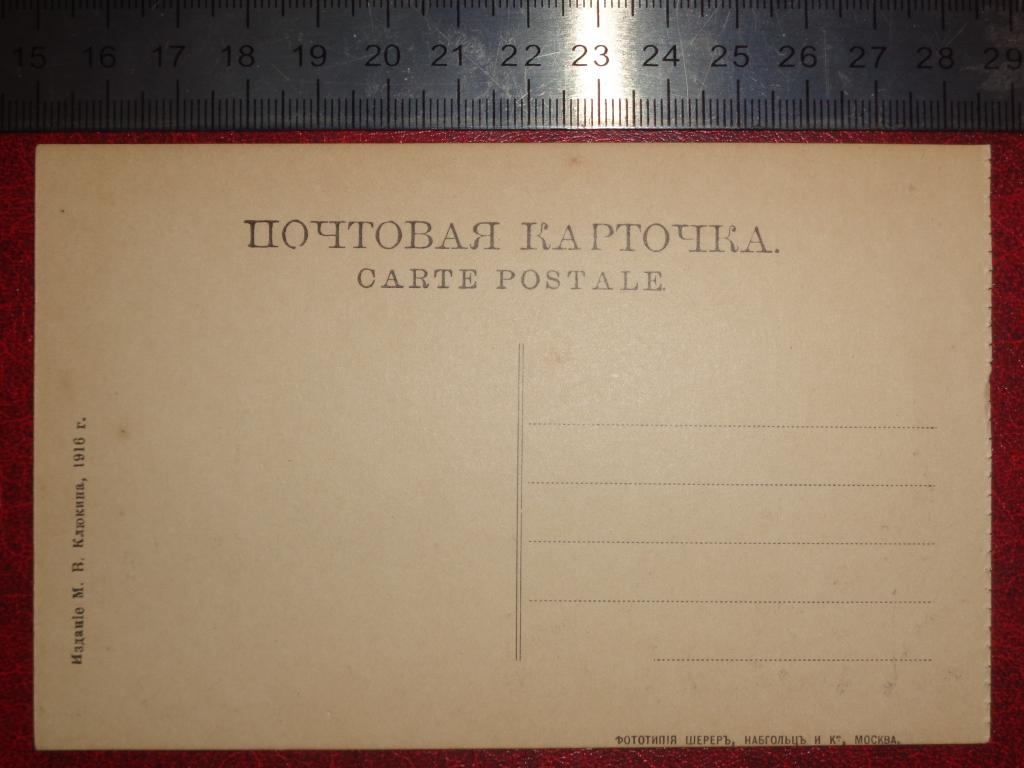 15 16 17 18 19 20 21 22 23 24 25 26 27 28 29
ПОЧТОВАЯ КАРТОЧКА.
CARTE POSTALE.
Изданіе М. В. Клюкина, 1916 г.
ФОТОТИПІЯ ШЕРЕРЪ, НАБГОЛЬЦЪ И Кº, МОСКВА.